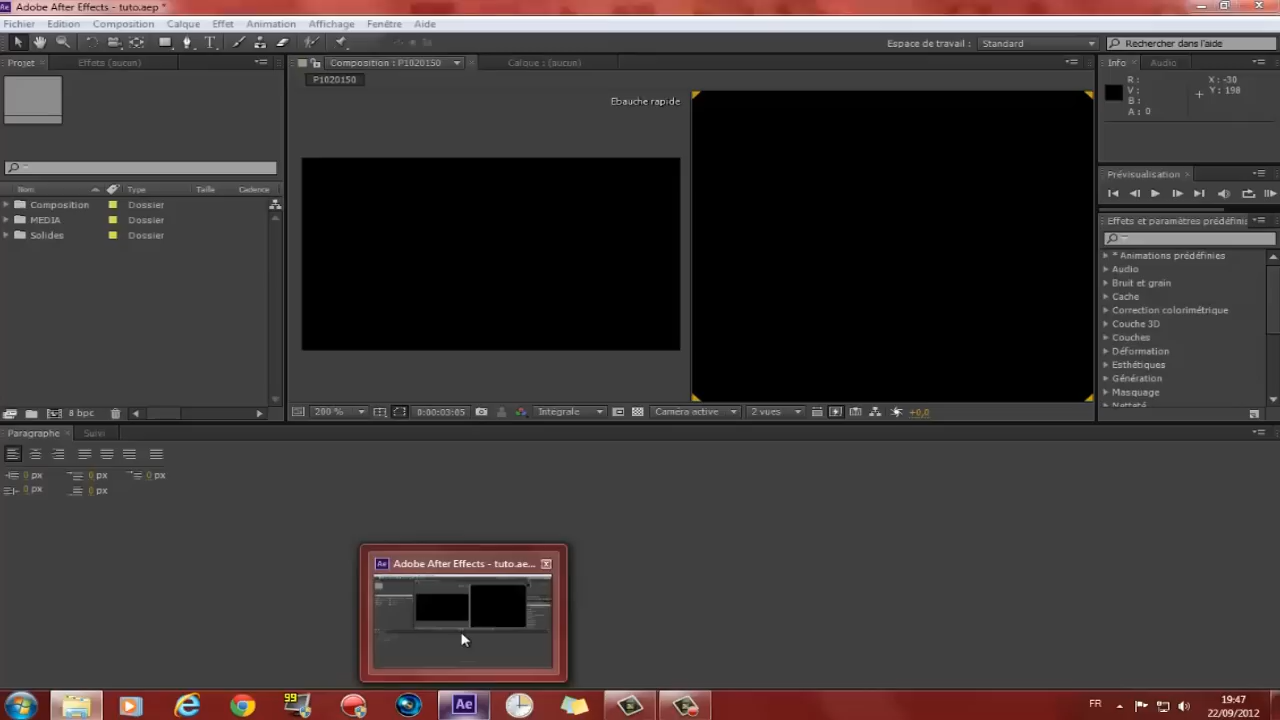 Adobe After Effects - tuto.aep *
Fichier Edition Composition Calque Effet Animation Affichage Fenêtre Aide
Espace de travail : Standard Rechercher dans l'aide
Projet Effets (aucun)
Composition : P1020150 Calque : (aucun)
Info Audio
P1020150
Ebauche rapide
R : X : -30
V : Y : 198
B :
A : 0
Prévisualisation
Nom Type Taille Cadence
Composition Dossier
MEDIA Dossier
Solides Dossier
Effets et paramètres prédéfinis
* Animations prédéfinies
Audio
Bruit et grain
Cache
Correction colorimétrique
Couche 3D
Couches
Déformation
Esthétiques
Génération
Masquage
Netteté
8 bpc
200 % 0:00:03:05 Intégrale Caméra active 2 vues +0,0
Paragraphe Suivi
0 px 0 px 0 px
0 px 0 px
Adobe After Effects - tuto.ae...
99
Ae
FR 19:47
22/09/2012